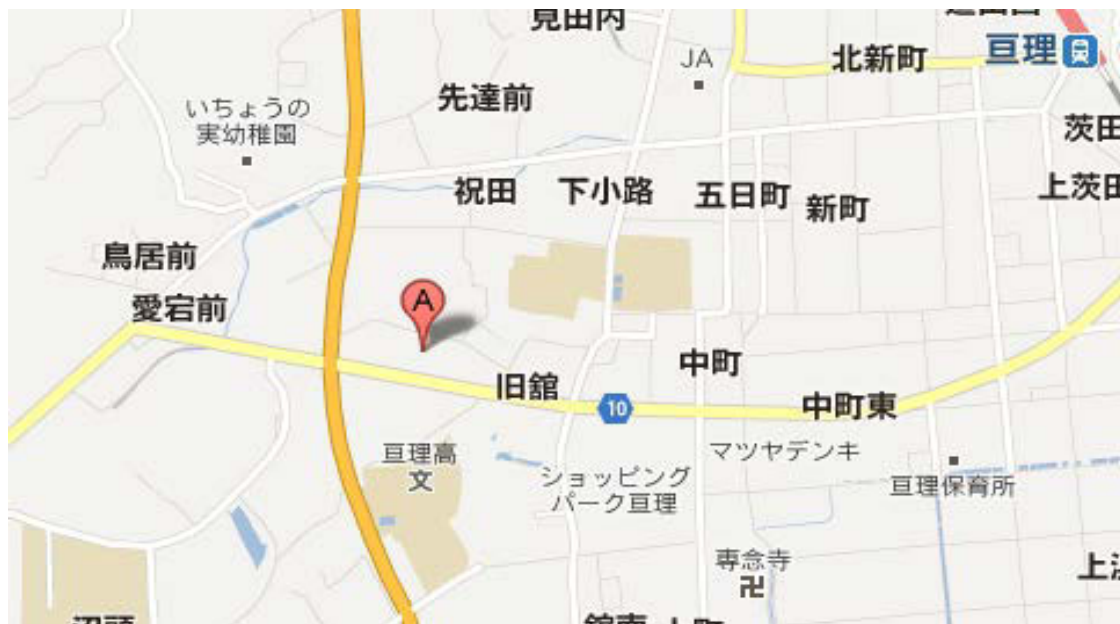 見田内
JA
北新町
亘理
先達前
いちょうの
実幼稚園
茨田
祝田
下小路
五日町
新町
上茨田
鳥居前
愛宕前
A
中町
旧舘
10
中町東
亘理高
文
マツヤデンキ
ショッピング
パーク亘理
亘理保育所
専念寺
卍